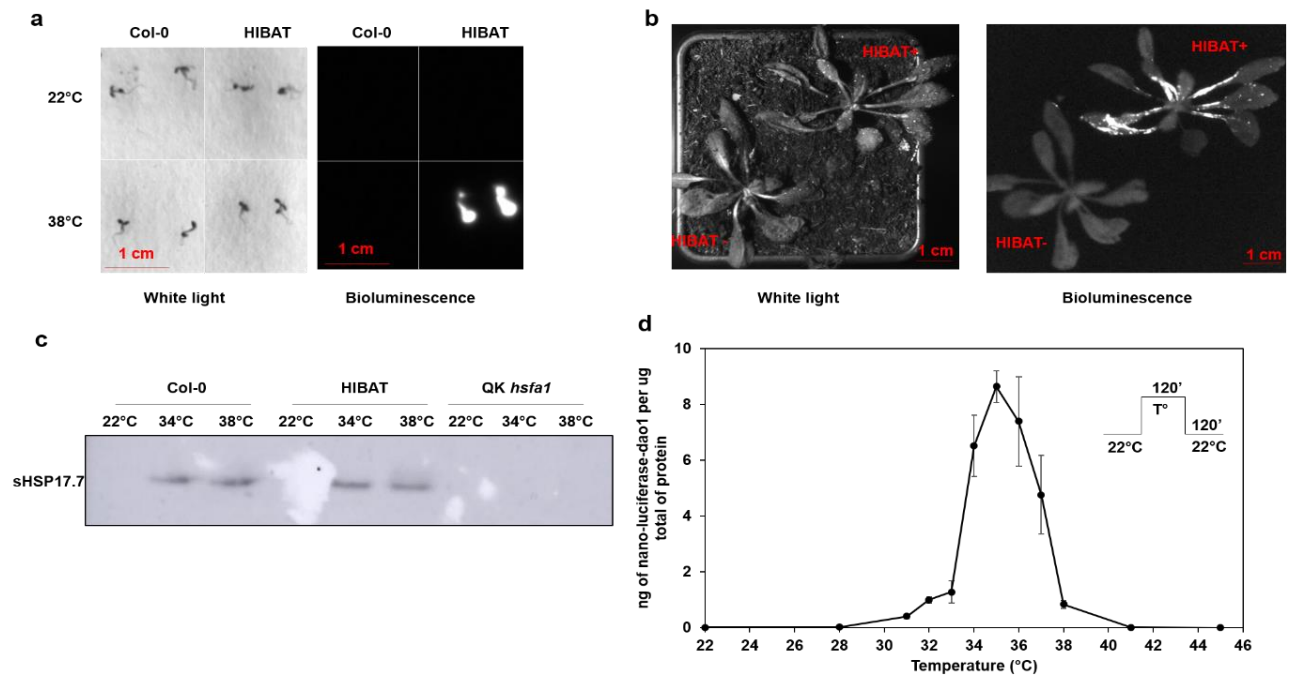 a
Col-0 HIBAT Col-0 HIBAT
22°C
38°C
1 cm 1 cm
White light Bioluminescence
b
HIBAT+
HIBAT-
1 cm
HIBAT+
HIBAT-
1 cm
White light Bioluminescence
c
Col-0 HIBAT QK hsfa1
22°C 34°C 38°C 22°C 34°C 38°C 22°C 34°C 38°C
sHSP17.7
d
ng of nano-luciferase-dao1 per ug
total of protein
10
8
6
4
2
0
120’
T°
120’
22°C 22°C
22 24 26 28 30 32 34 36 38 40 42 44 46
Temperature (°C)